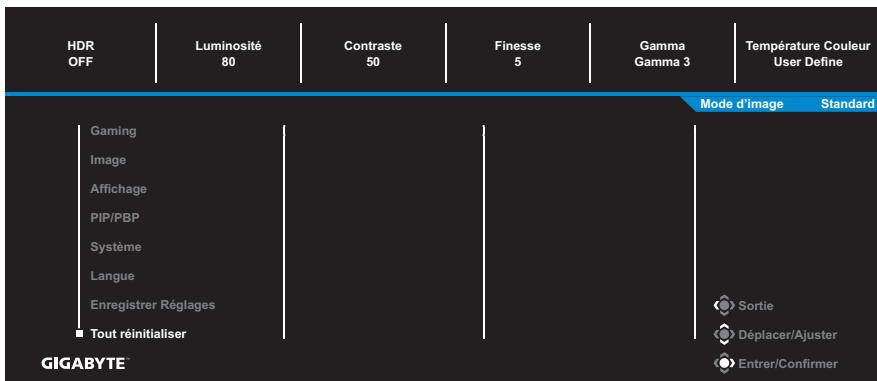 HDR
OFF
Luminosité
80
Contraste
50
Finesse
5
Gamma
Gamma 3
Température Couleur
User Define
Mode d'image Standard
Gaming
Image
Affichage
PIP/PBP
Système
Langue
Enregistrer Réglages
Tout réinitialiser
Sortie
Déplacer/Ajuster
Entrer/Confirmer
GIGABYTE™